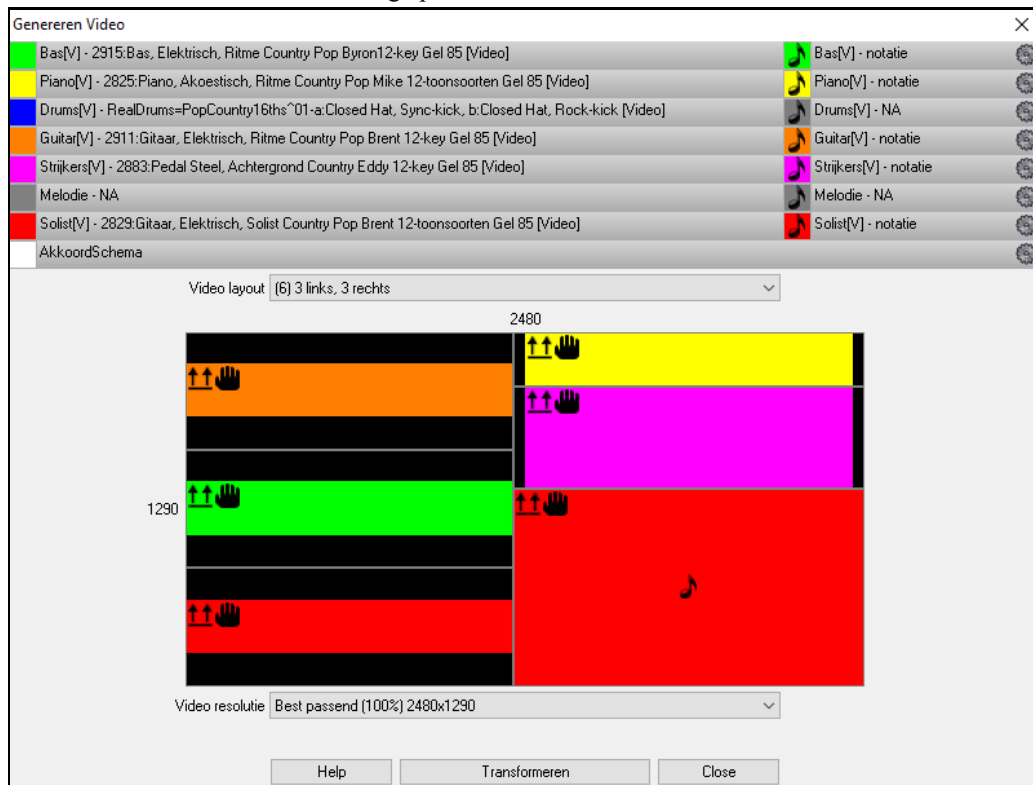 Genereren Video
Bas[V] - 2915:Bas, Elektrisch, Ritme Country Pop Byron12-key Gel 85 [Video] Bas[V] - notatie
Piano[V] - 2825:Piano, Akoestisch, Ritme Country Pop Mike 12-toonsoorten Gel 85 [Video] Piano[V] - notatie
Drums[V] - RealDrums=PopCountry16ths^01-a:Closed Hat, Sync-kick, b:Closed Hat, Rock-kick [Video] Drums[V] - NA
Guitar[V] - 2911:Gitaar, Elektrisch, Ritme Country Pop Brent 12-key Gel 85 [Video] Guitar[V] - notatie
Strijkers[V] - 2883:Pedal Steel, Achtergrond Country Eddy 12-key Gel 85 [Video] Strijkers[V] - notatie
Melodie - NA Melodie - NA
Solist[V] - 2829:Gitaar, Elektrisch, Solist Country Pop Brent 12-toonsoorten Gel 85 [Video] Solist[V] - notatie
AkkoordSchema
Video layout (6) 3 links, 3 rechts
2480
1290
Video resolutie Best passend (100%) 2480x1290
Help Transformeren Close